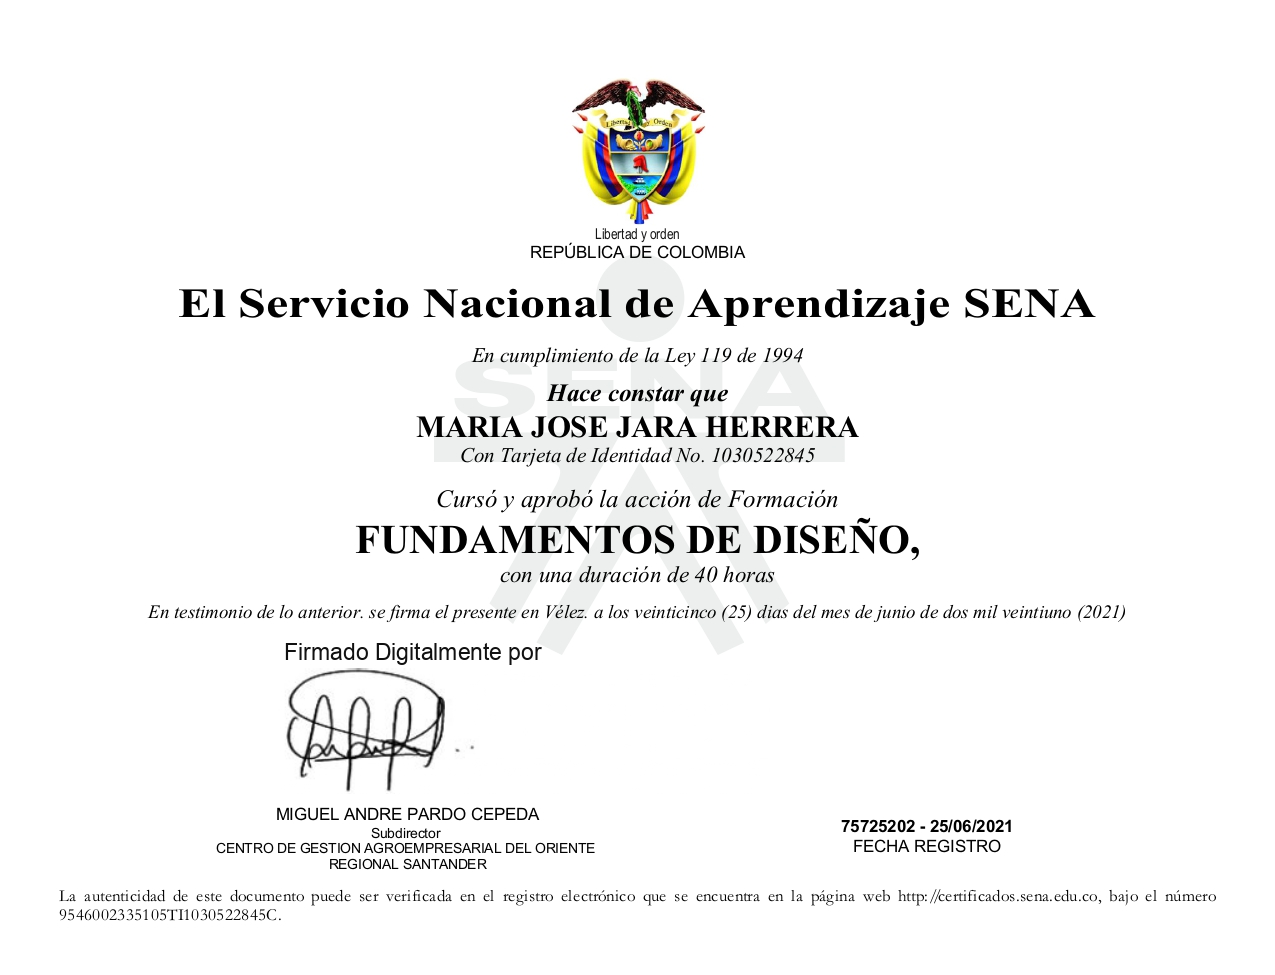 Libertad y Orden
Libertad y orden
REPÚBLICA DE COLOMBIA
El Servicio Nacional de Aprendizaje SENA
En cumplimiento de la Ley 119 de 1994
SENA
Hace constar que
MARIA JOSE JARA HERRERA
Con Tarjeta de Identidad No. 1030522845
Cursó y aprobó la acción de Formación
FUNDAMENTOS DE DISEÑO,
con una duración de 40 horas
En testimonio de lo anterior. se firma el presente en Vélez. a los veinticinco (25) dias del mes de junio de dos mil veintiuno (2021)
Firmado Digitalmente por
MIGUEL ANDRE PARDO CEPEDA
Subdirector
CENTRO DE GESTION AGROEMPRESARIAL DEL ORIENTE
REGIONAL SANTANDER
75725202 - 25/06/2021
FECHA REGISTRO
La autenticidad de este documento puede ser verificada en el registro electrónico que se encuentra en la página web http://certificados.sena.edu.co, bajo el número
9546002335105TI1030522845C.